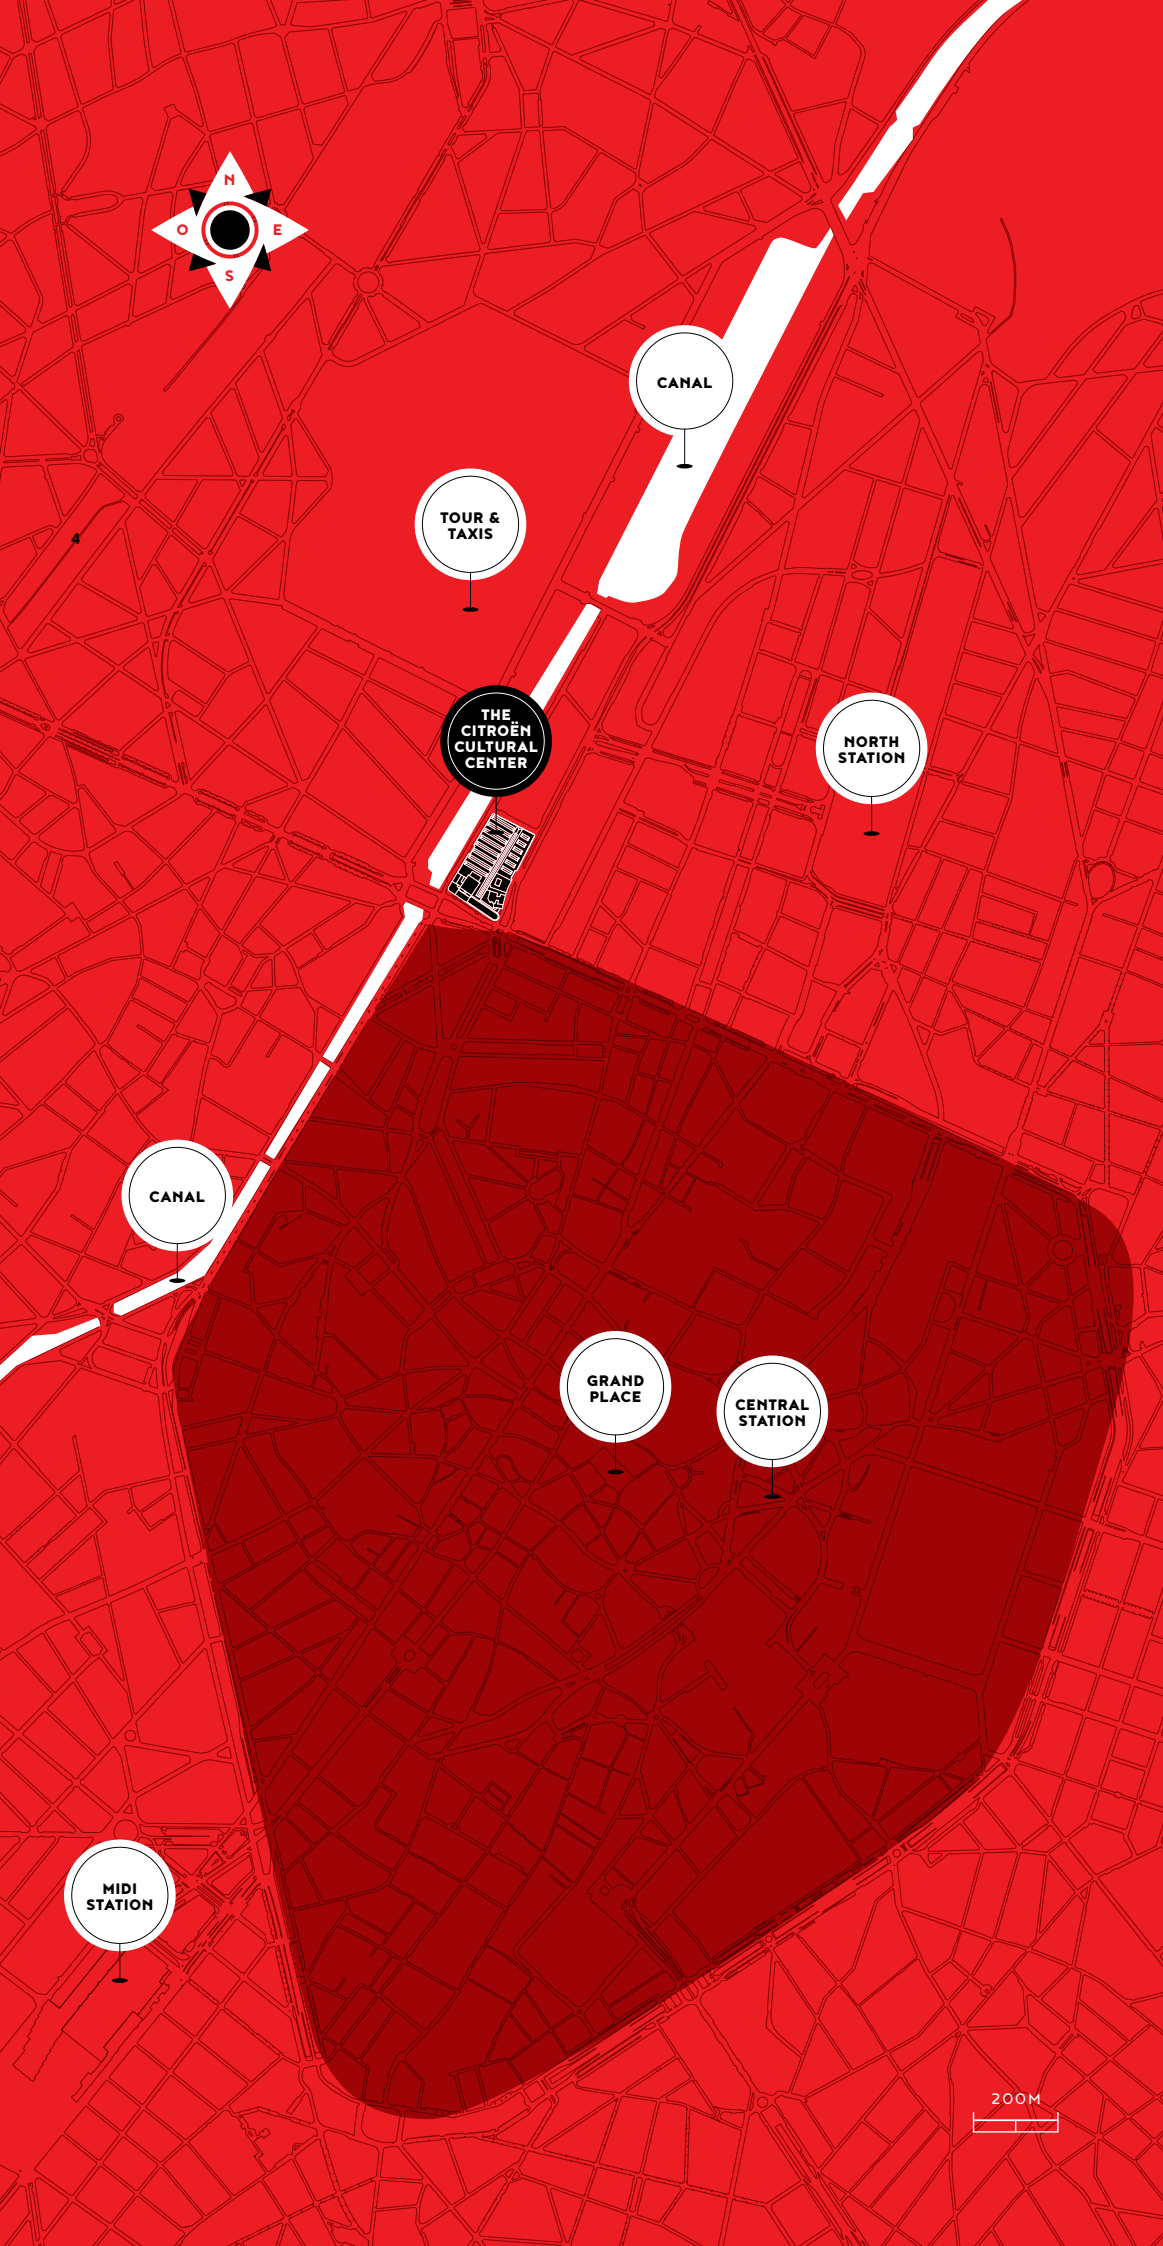 N
O
E
S
CANAL
TOUR &
TAXIS
4
THE
CITROËN
CULTURAL
CENTER
NORTH
STATION
CANAL
GRAND
PLACE
CENTRAL
STATION
MIDI
STATION
200M